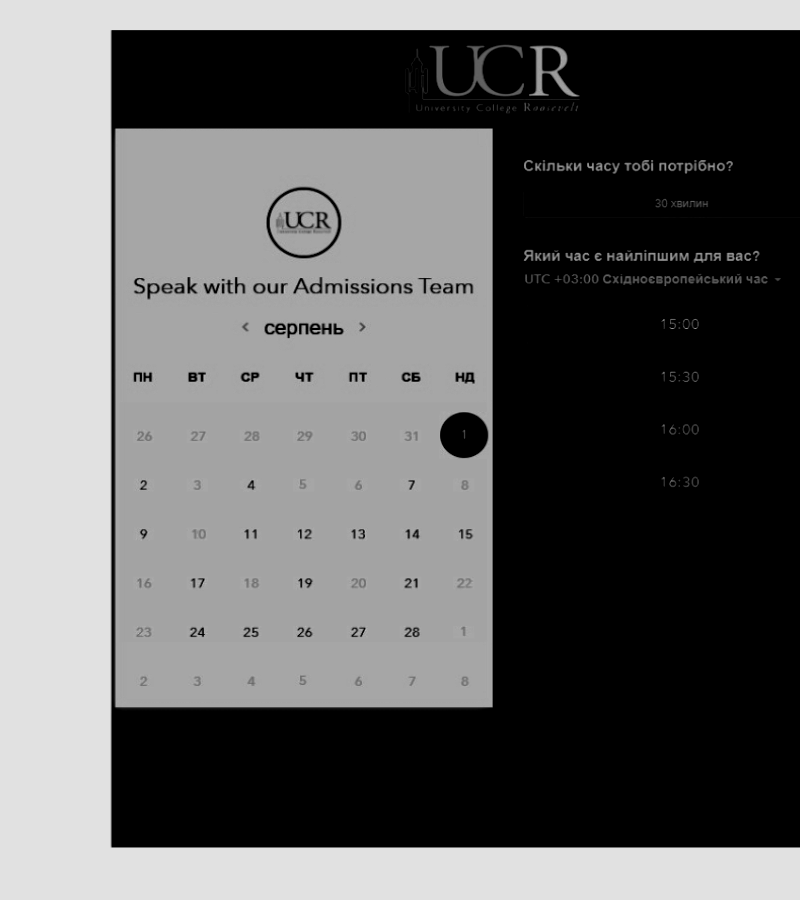 UCR
University College Roosevelt
UCR
Speak with our Admissions Team
< серпень >
ПН ВТ СР ЧТ ПТ СБ НД
26 27 28 29 30 31 1
2 3 4 5 6 7 8
9 10 11 12 13 14 15
16 17 18 19 20 21 22
23 24 25 26 27 28 1
2 3 4 5 6 7 8
Скільки часу тобі потрібно?
30 хвилин
Який час є найліпшим для вас?
UTC +03:00 Східноєвропейський час
15:00
15:30
16:00
16:30